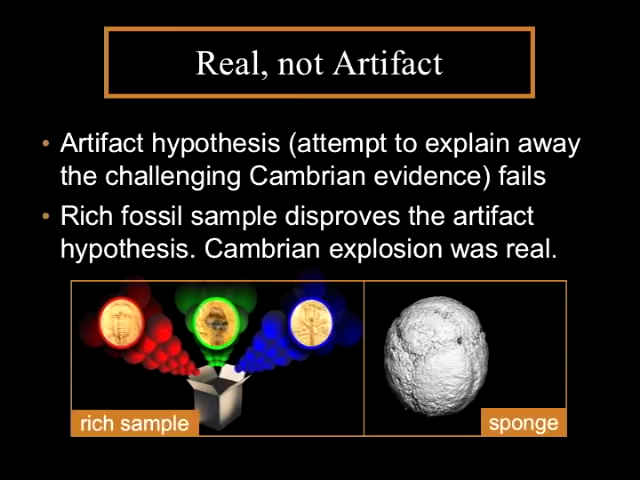 Real, not Artifact
• Artifact hypothesis (attempt to explain away
the challenging Cambrian evidence) fails
• Rich fossil sample disproves the artifact
hypothesis. Cambrian explosion was real.
rich sample
sponge